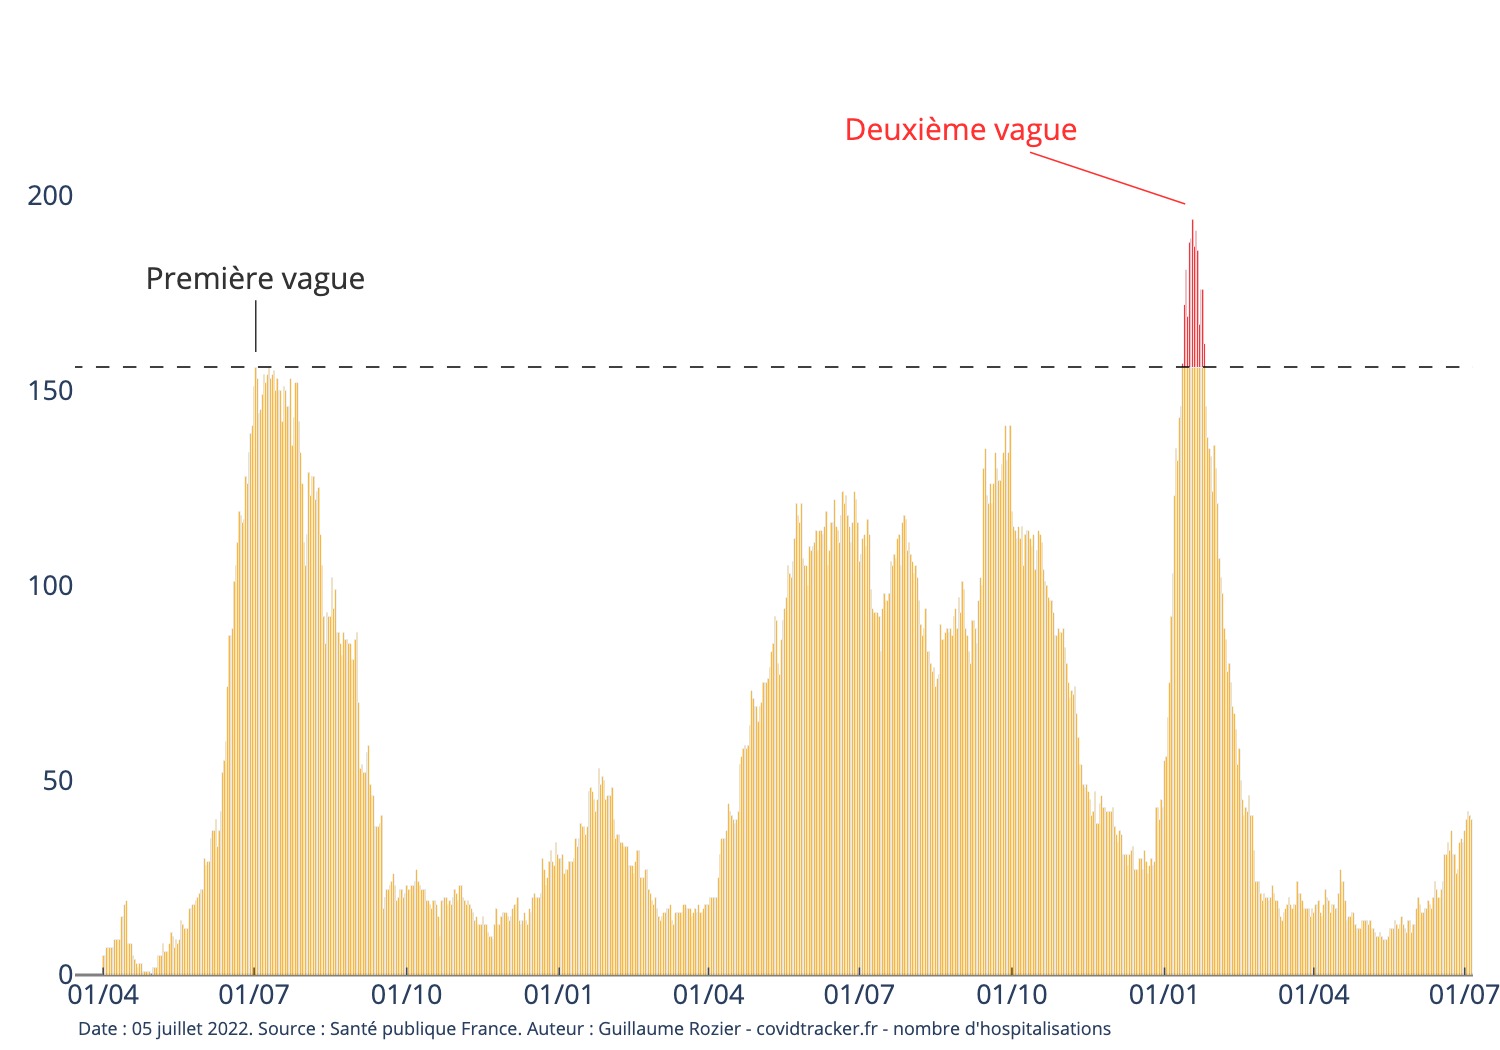 Deuxième vague
200
Première vague
150
100
50
0
01/04 01/07 01/10 01/01 01/04 01/07 01/10 01/01 01/04 01/07
Date : 05 juillet 2022. Source : Santé publique France. Auteur : Guillaume Rozier - covidtracker.fr - nombre d'hospitalisations